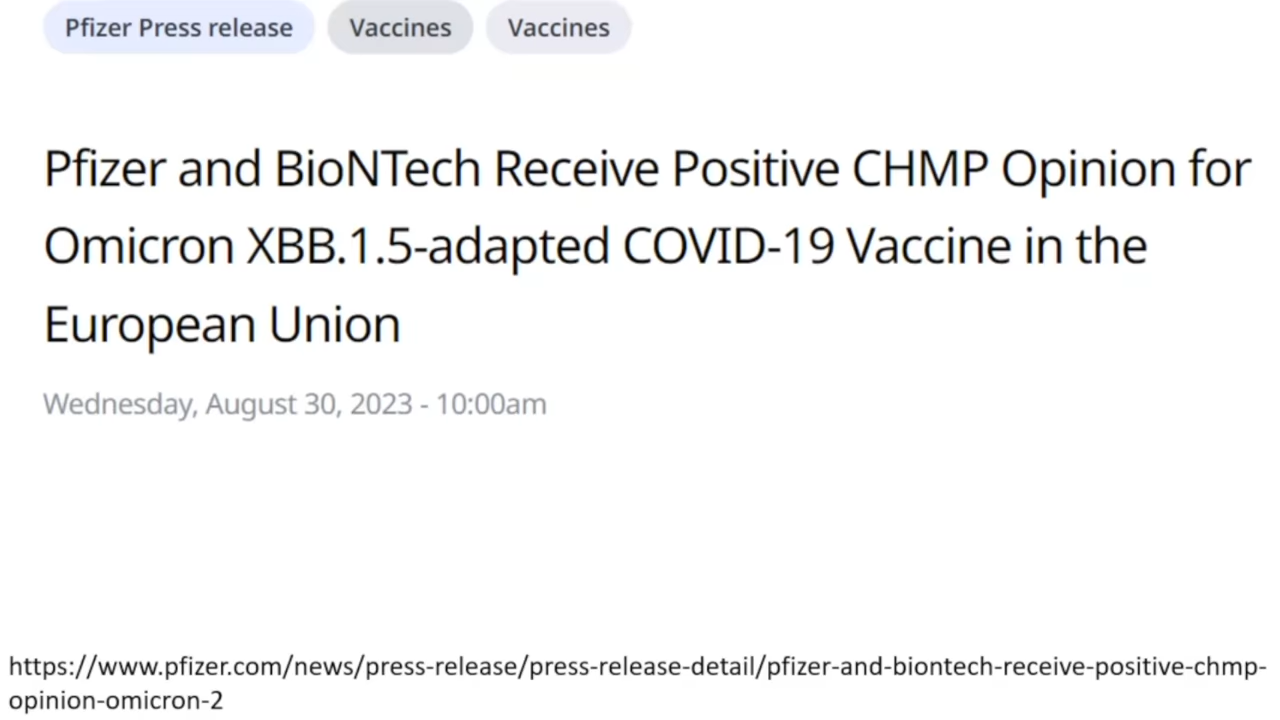 Pfizer Press release Vaccines Vaccines
Pfizer and BioNTech Receive Positive CHMP Opinion for
Omicron XBB.1.5-adapted COVID-19 Vaccine in the
European Union
Wednesday, August 30, 2023 - 10:00am
https://www.pfizer.com/news/press-release/press-release-detail/pfizer-and-biontech-receive-positive-chmp-
opinion-omicron-2